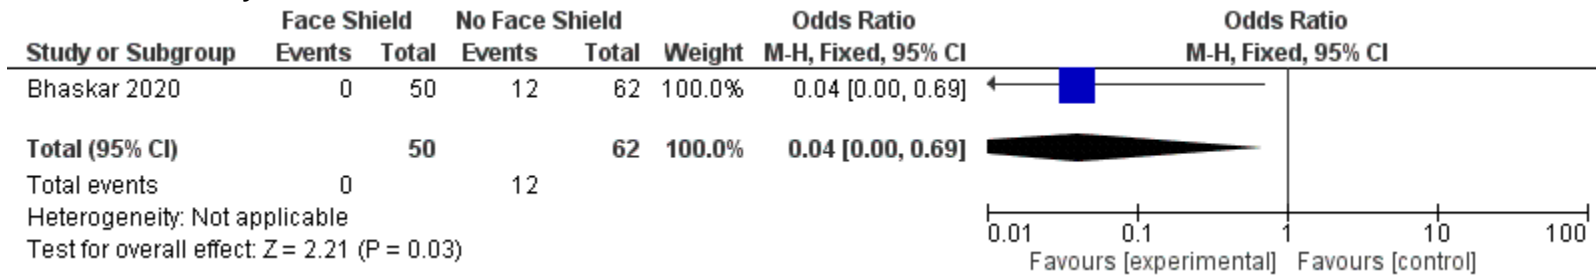 Face Shield No Face Shield Odds Ratio Odds Ratio
Study or Subgroup Events Total Events Total Weight M-H, Fixed, 95% CI M-H, Fixed, 95% CI
Bhaskar 2020 0 50 12 62 100.0% 0.04 [0.00, 0.69]
Total (95% CI) 50 62 100.0% 0.04 [0.00, 0.69]
Total events 0 12
Heterogeneity: Not applicable
Test for overall effect: Z = 2.21 (P = 0.03)
0.01 0.1 1 10 100
Favours [experimental] Favours [control]